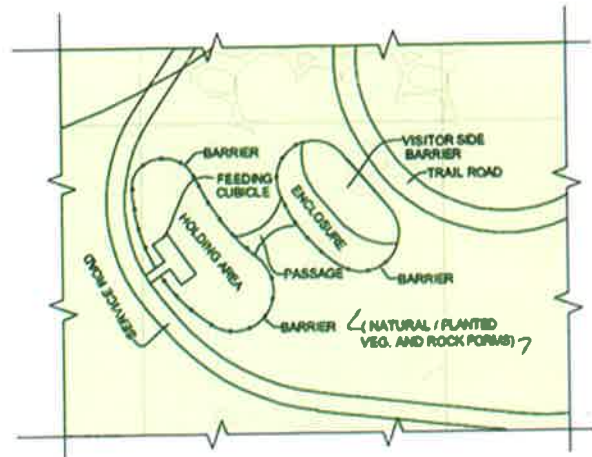 BARRIER
FEEDING
CUBICLE
HOLDING AREA
VISITOR SIDE
BARRIER
TRAIL ROAD
ENCLOSURE
PASSAGE
BARRIER
SERVICE ROAD
BARRIER
(NATURAL / PLANTED
VEG. AND ROCK FORMS)